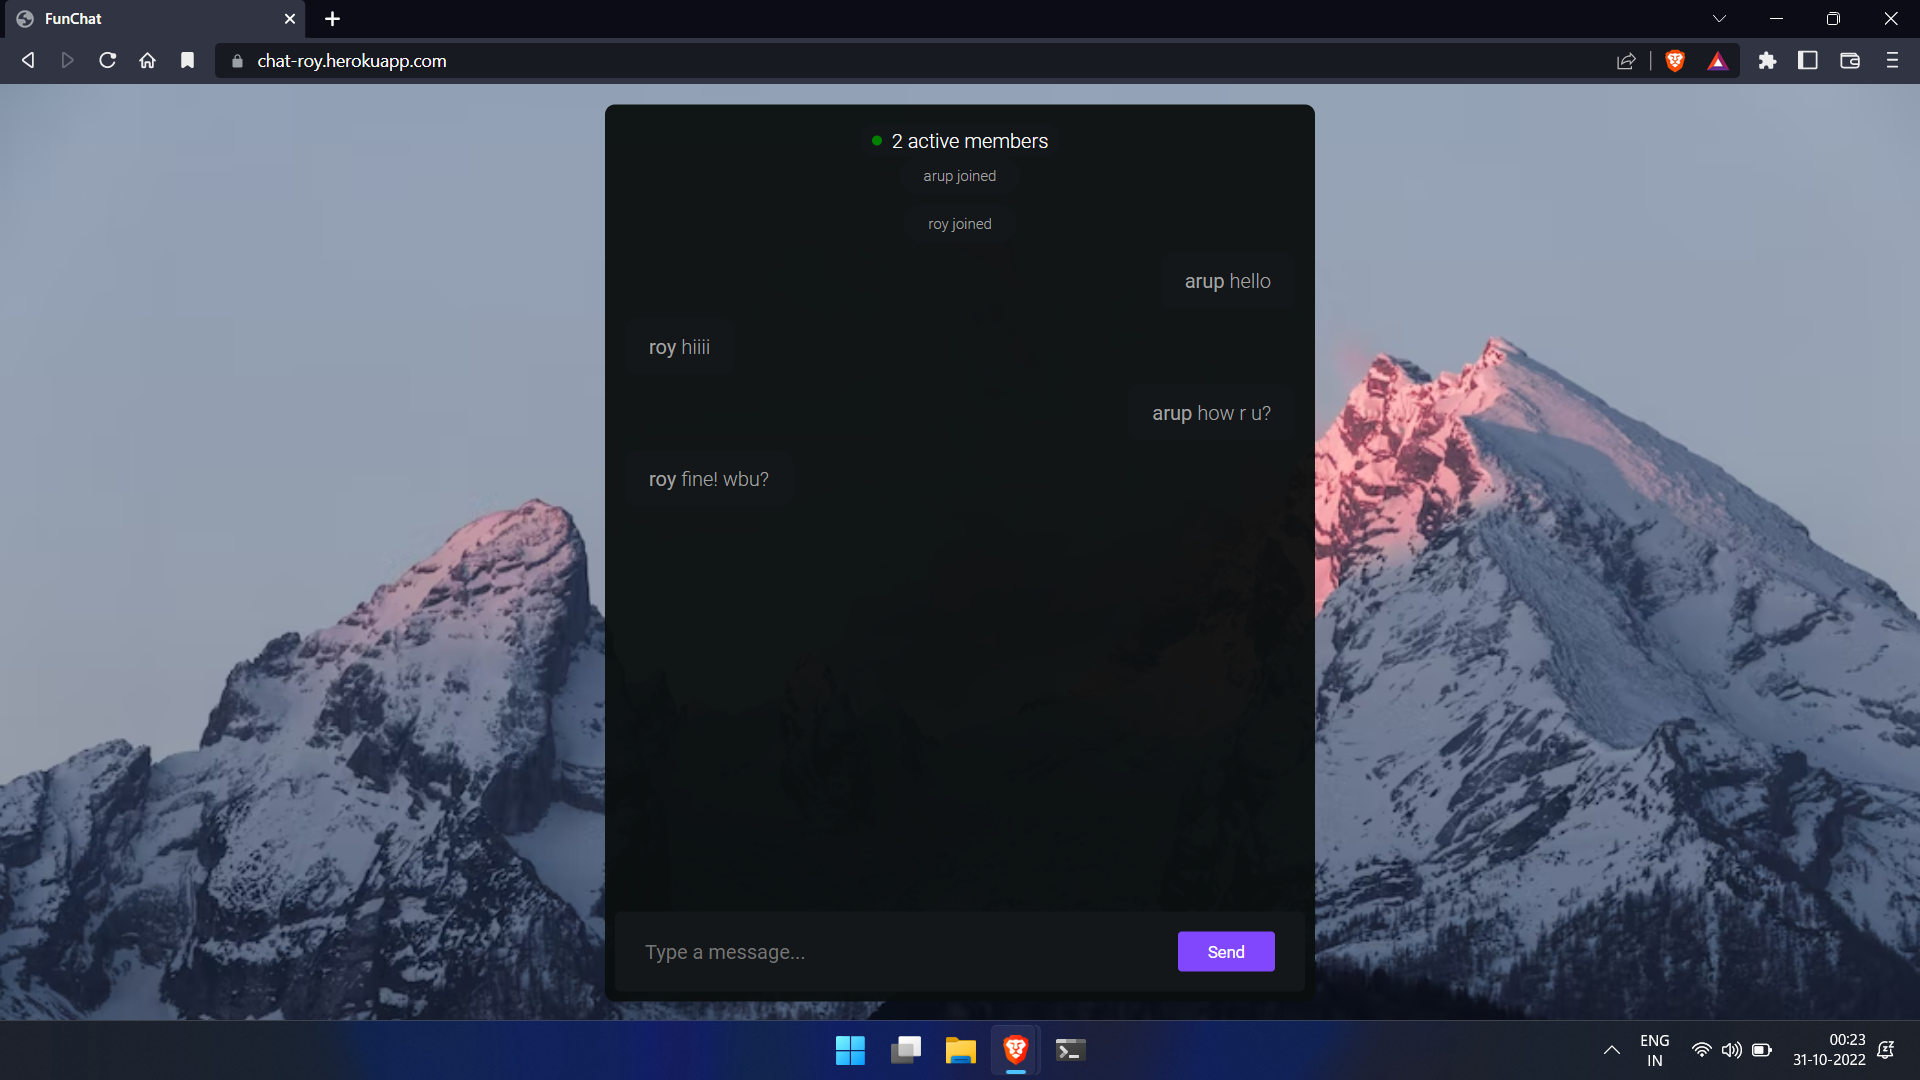 FunChat
chat-roy.herokuapp.com
2 active members
arup joined
roy joined
arup hello
roy hiiii
arup how r u?
roy fine! wbu?
Type a message...
Send
ENG
IN
00:23
31-10-2022